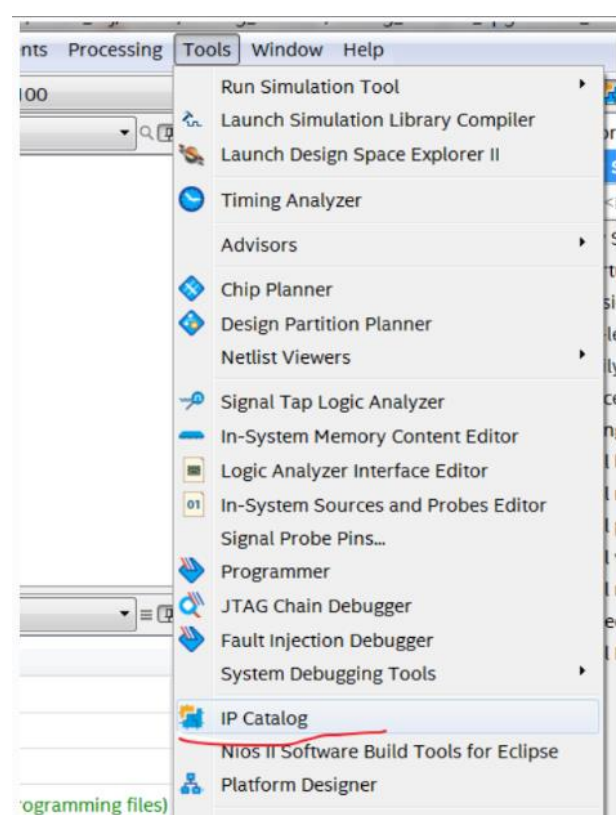 nts Processing Tools Window Help
100
Run Simulation Tool
Launch Simulation Library Compiler
Launch Design Space Explorer II
Timing Analyzer
Advisors
Chip Planner
Design Partition Planner
Netlist Viewers
Signal Tap Logic Analyzer
In-System Memory Content Editor
Logic Analyzer Interface Editor
01 In-System Sources and Probes Editor
Signal Probe Pins...
Programmer
JTAG Chain Debugger
Fault Injection Debugger
System Debugging Tools
IP Catalog
Nios II Software Build Tools for Eclipse
Platform Designer
ogramming files)